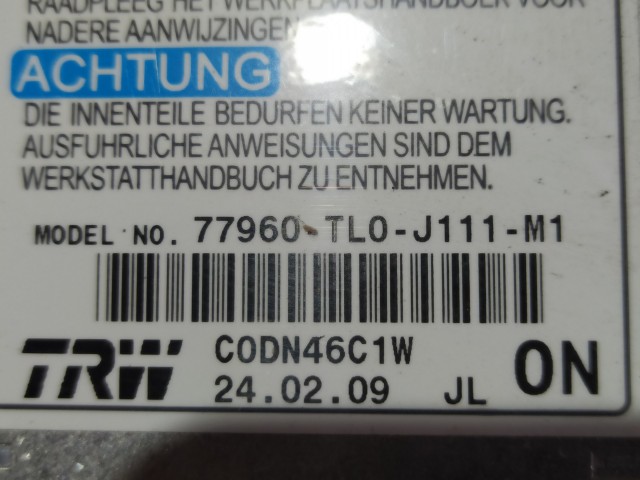 RAADPLEEG HET WERKPLAATSHANDBOEK VOOR
NADERE AANWIJZINGEN
ACHTUNG
DIE INNENTEILE BEDURFEN KEINER WARTUNG.
AUSFUHRLICHE ANWEISUNGEN SIND DEM
WERKSTATTHANDBUCH ZU ENTNEHMEN.
MODEL NO. 77960-TL0-J111-M1
TRW C0DN46C1W
24.02.09 JL 0N